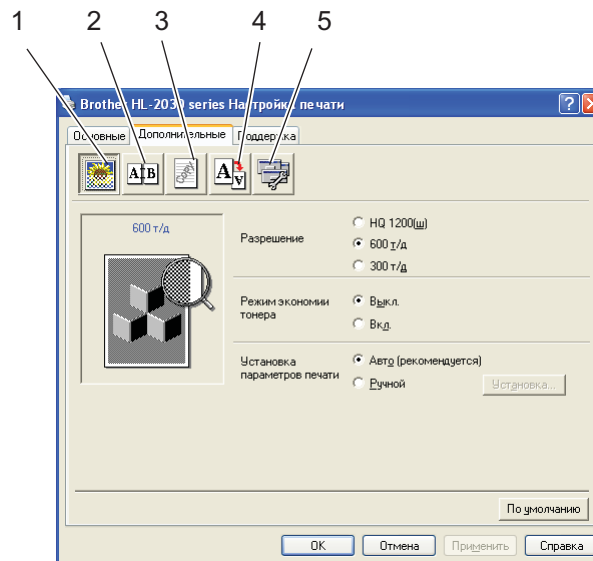 1 2 3 4 5
Brother HL-2030 series Настройка печати
Основные Дополнительные Поддержка
A B COPY A A
600 т/д
Разрешение
HQ 1200(ш)
600 т/д
300 т/д
Режим экономии
тонера
Выкл.
Вкл.
Установка
параметров печати
Авто (рекомендуется)
Ручной
Установка...
По умолчанию
OK Отмена Применить Справка